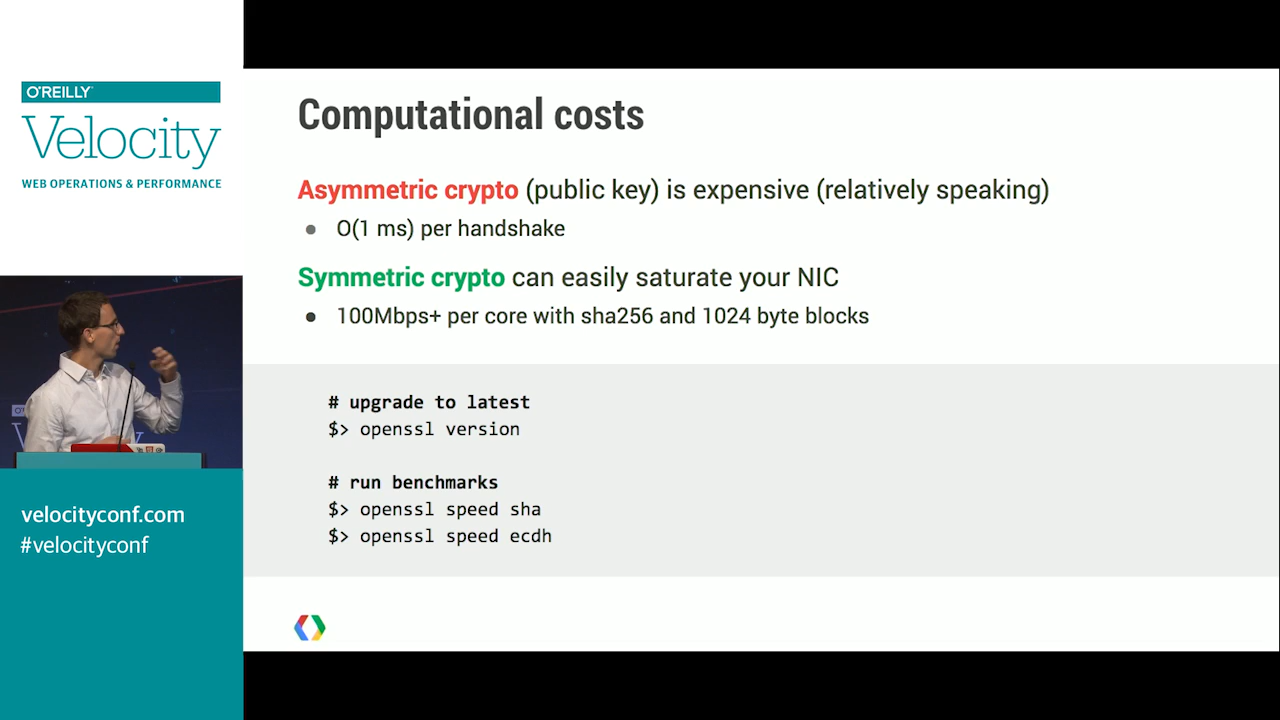 O'REILLY
Velocity
WEB OPERATIONS & PERFORMANCE
velocityconf.com
#velocityconf
Computational costs
Asymmetric crypto (public key) is expensive (relatively speaking)
● O(1 ms) per handshake
Symmetric crypto can easily saturate your NIC
● 100Mbps+ per core with sha256 and 1024 byte blocks
# upgrade to latest
$> openssl version
# run benchmarks
$> openssl speed sha
$> openssl speed ecdh